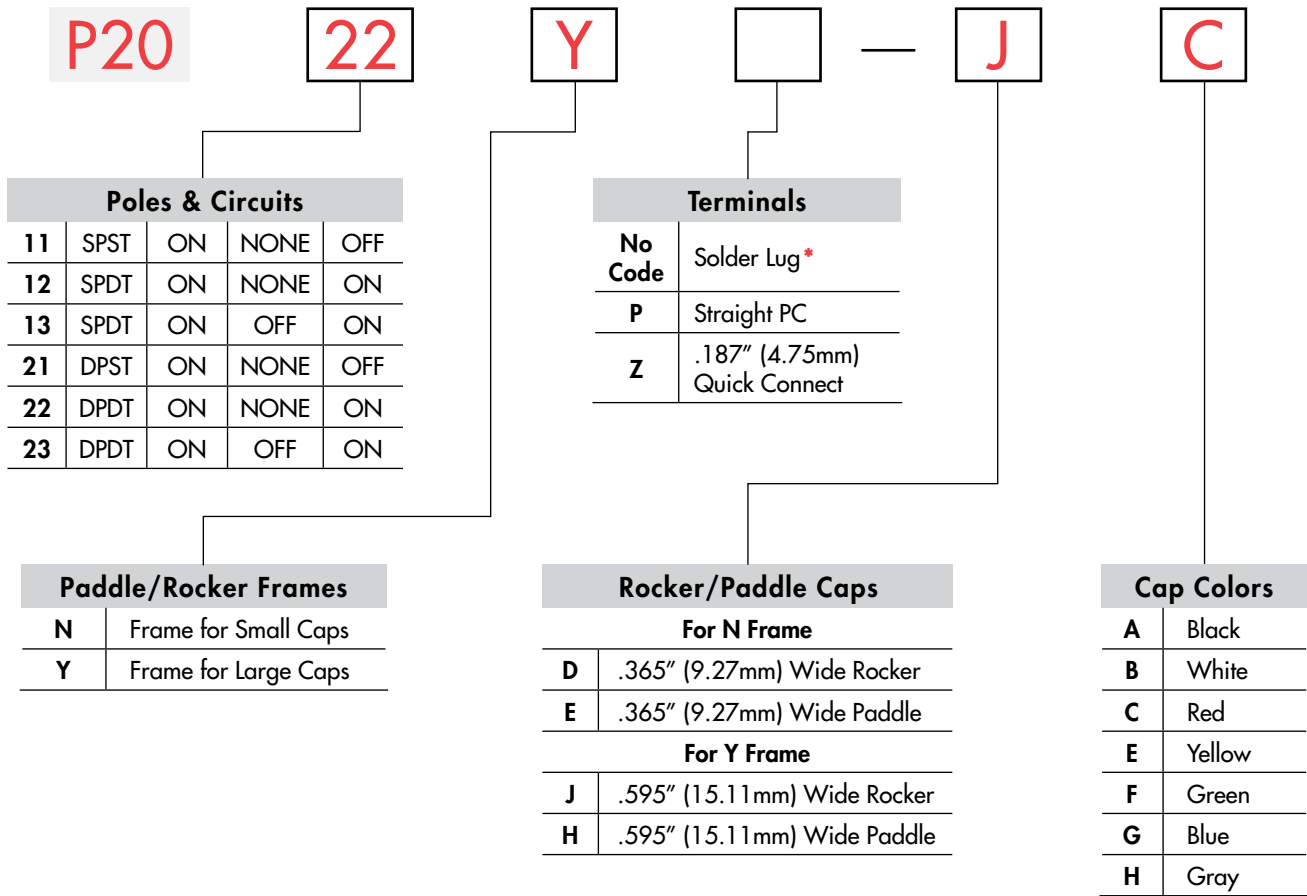 P20 22 Y — J C
Poles & Circuits
11 SPST ON NONE OFF
12 SPDT ON NONE ON
13 SPDT ON OFF ON
21 DPST ON NONE OFF
22 DPDT ON NONE ON
23 DPDT ON OFF ON
Terminals
No
Code
Solder Lug*
P Straight PC
Z
.187” (4.75mm)
Quick Connect
Paddle/Rocker Frames
N Frame for Small Caps
Y Frame for Large Caps
Rocker/Paddle Caps
For N Frame
D .365” (9.27mm) Wide Rocker
E .365” (9.27mm) Wide Paddle
For Y Frame
J .595” (15.11mm) Wide Rocker
H .595” (15.11mm) Wide Paddle
Cap Colors
A Black
B White
C Red
E Yellow
F Green
G Blue
H Gray